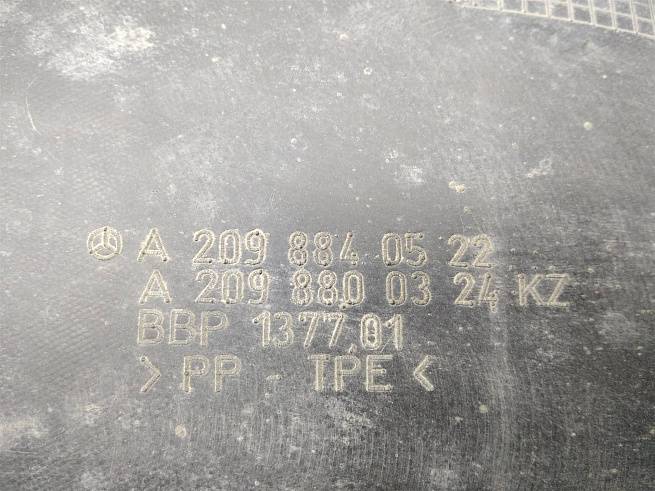 A 209 884 05 22
A 209 880 03 24 KZ
BBP 1377,01
> PP - TPE <